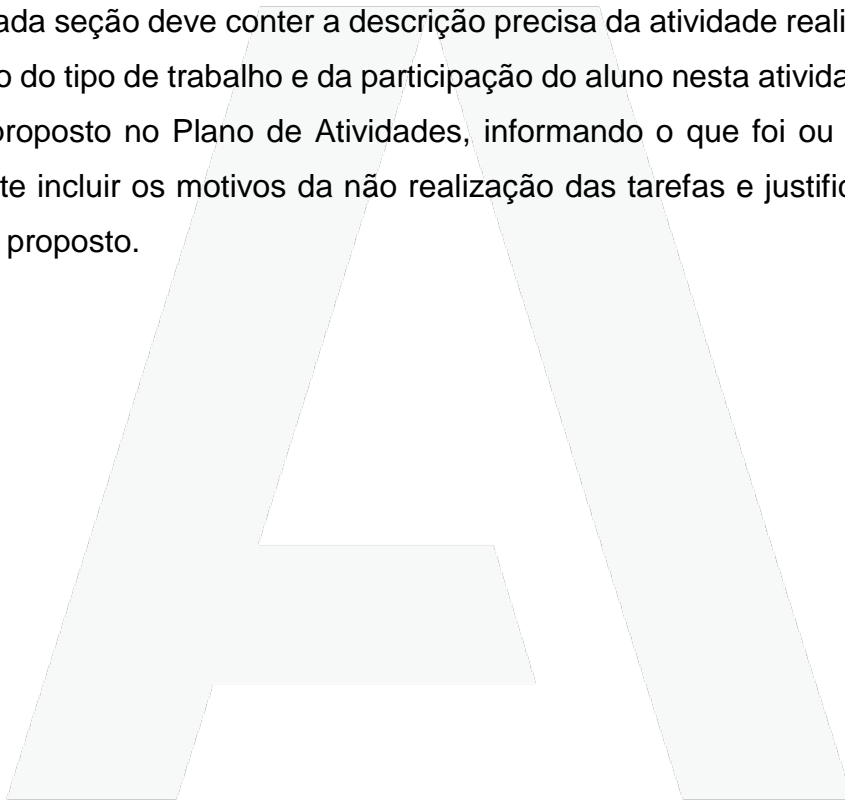 ada seção deve conter a descrição precisa da atividade reali
o do tipo de trabalho e da participação do aluno nesta ativida
proposto no Plano de Atividades, informando o que foi ou
te incluir os motivos da não realização das tarefas e justific
proposto.